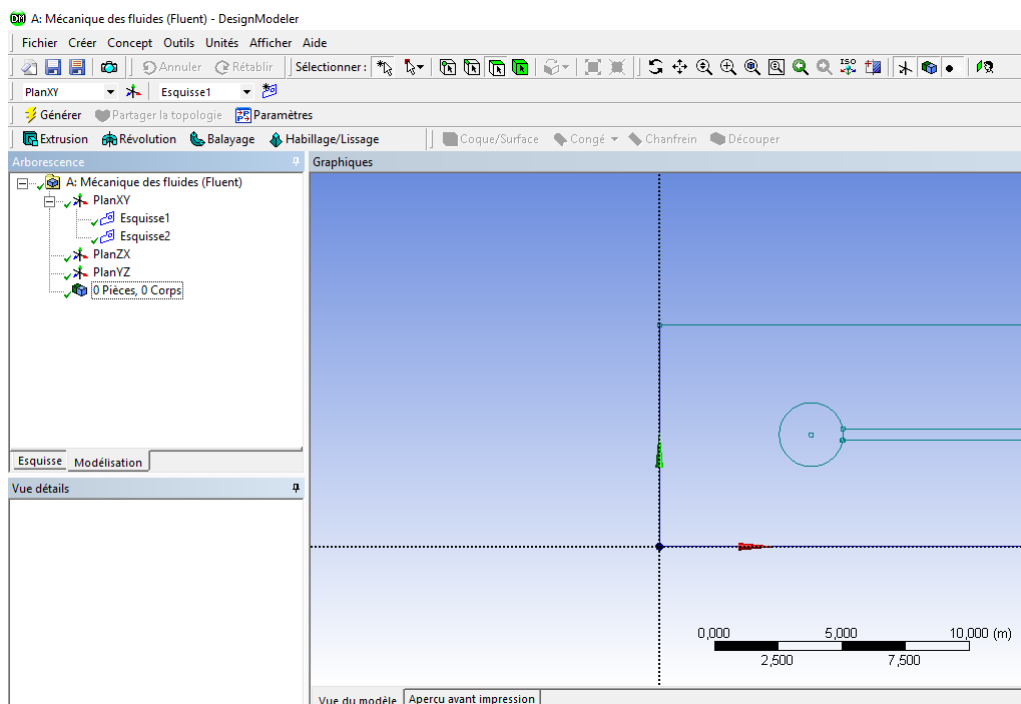 A: Mécanique des fluides (Fluent) - DesignModeler
Fichier Créer Concept Outils Unités Afficher Aide
Annuler Rétablir Sélectionner: ISO
PlanXY Esquisse1
Générer Partager la topologie Paramètres
Extrusion Révolution Balayage Habillage/Lissage Coque/Surface Congé Chanfrein Découper
Arborescence
A: Mécanique des fluides (Fluent)
PlanXY
Esquisse1
Esquisse2
PlanZX
PlanYZ
0 Pièces, 0 Corps
Esquisse Modélisation
Vue détails
Graphiques
0,000 5,000 10,000 (m)
2,500 7,500
Vue du modèle Aperçu avant impression